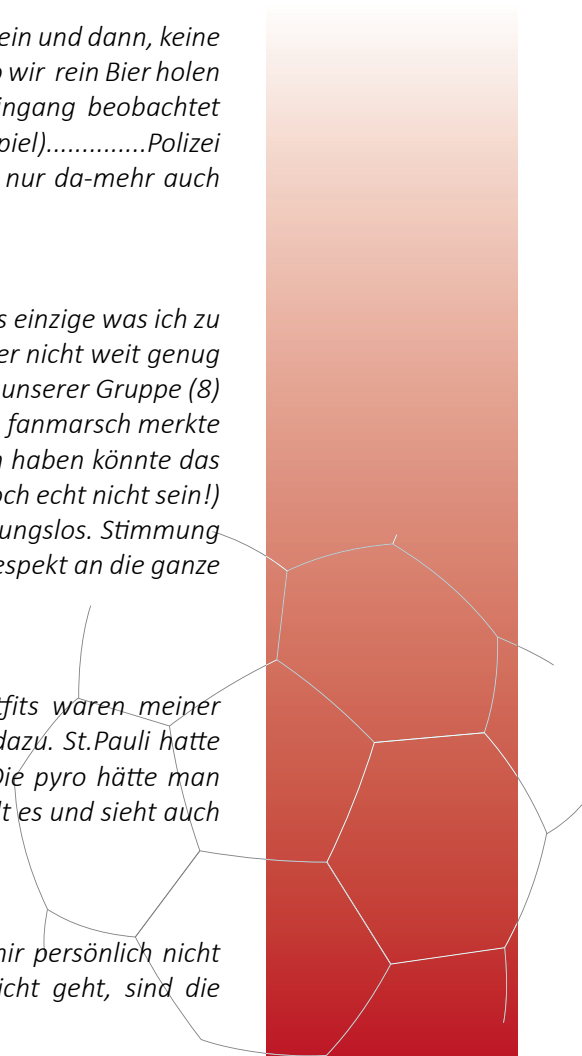 ein und dann, keine
wir rein Bier holen
ingang beobachtet
piel)..............Polizei
nur da-mehr auch
s einzige was ich zu
er nicht weit genug
unserer Gruppe (8)
fanmarsch merkte
haben könnte das
och echt nicht sein!)
ungslos. Stimmung
espekt an die ganze
tfits waren meiner
dazu. St.Pauli hatte
Die pyro hätte man
lt es und sieht auch
mir persönlich nicht
icht geht, sind die